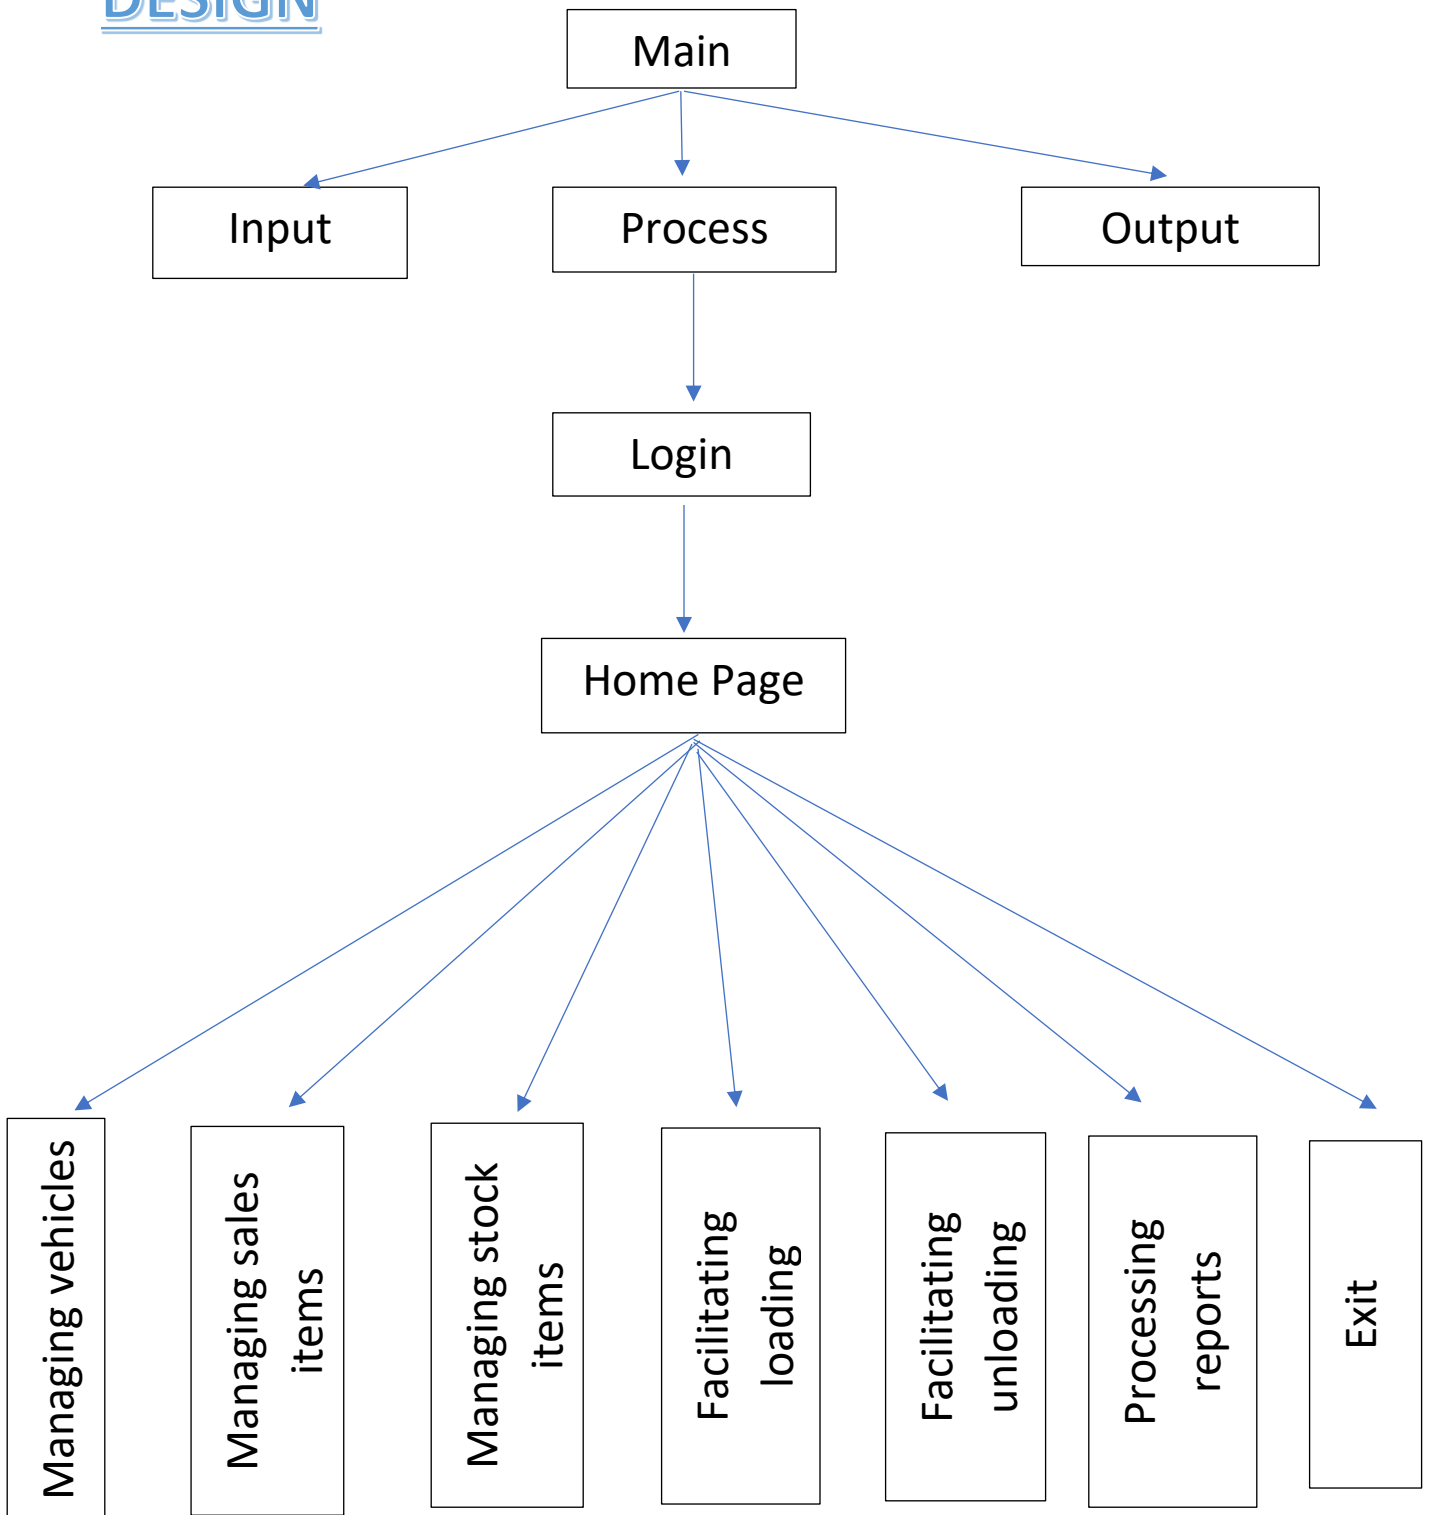 DESIGN
Main
Input
Process
Output
Login
Home Page
Managing vehicles
Managing sales
items
Managing stock
items
Facilitating
loading
Facilitating
unloading
Processing
reports
Exit